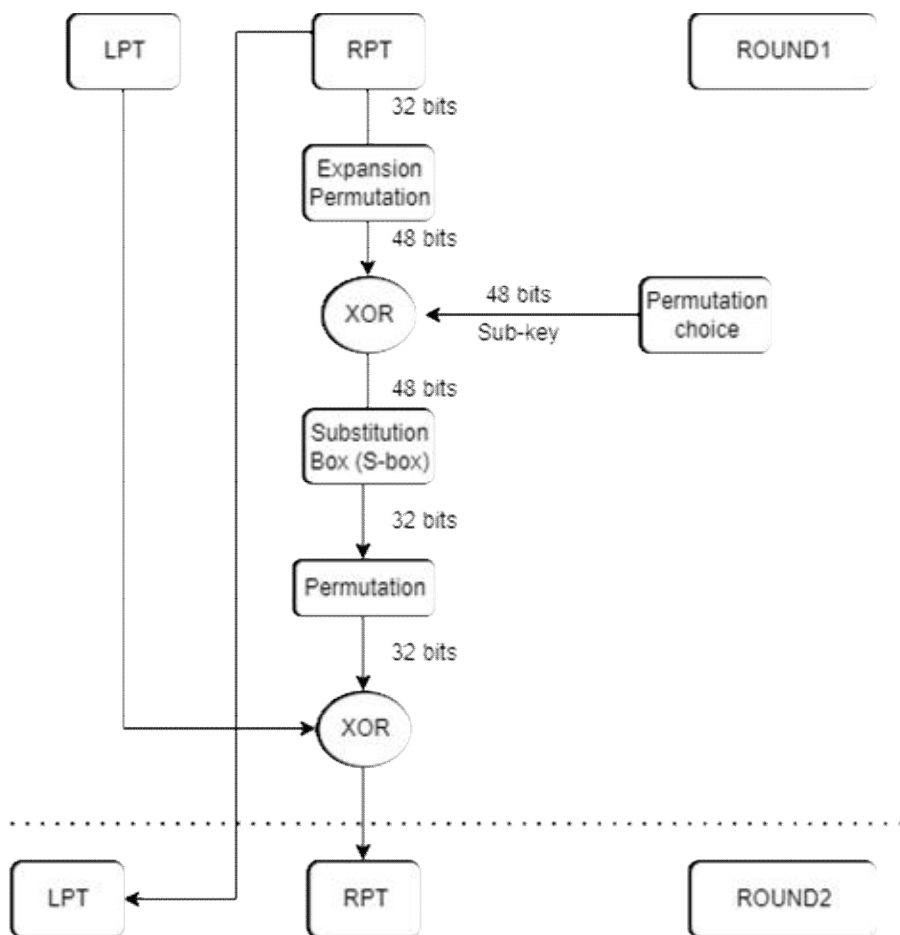 LPT
RPT
ROUND1
32 bits
Expansion
Permutation
48 bits
XOR
48 bits
Sub-key
Permutation
choice
48 bits
Substitution
Box (S-box)
32 bits
Permutation
32 bits
XOR
LPT
RPT
ROUND2